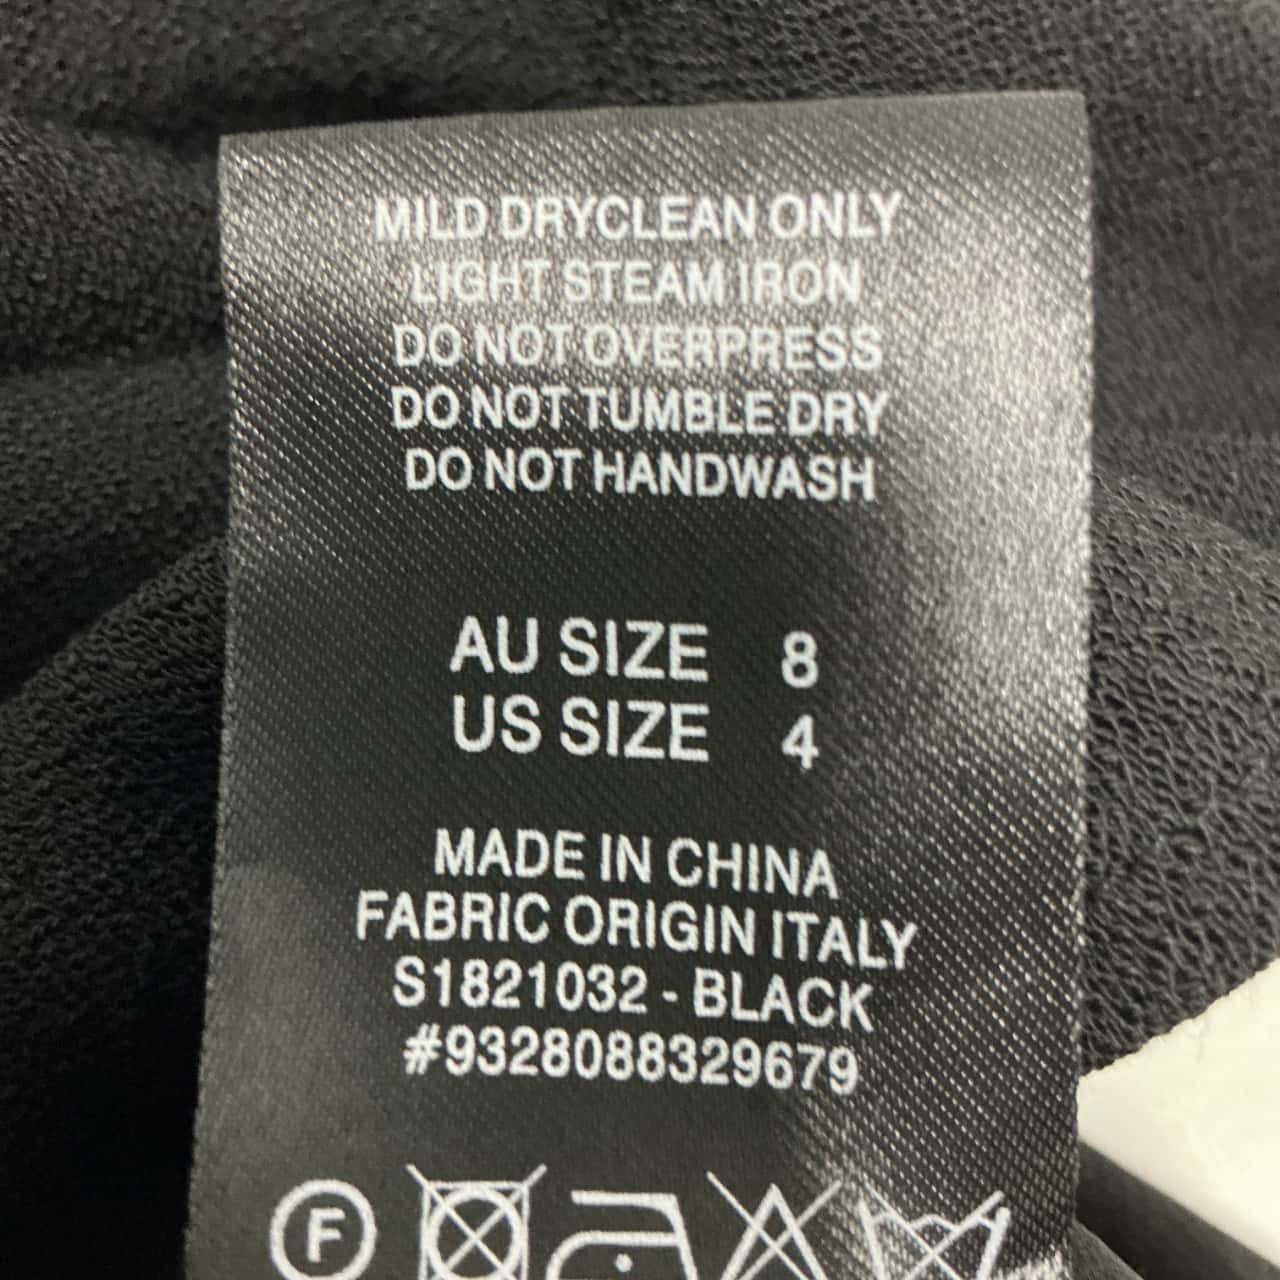 MILD DRYCLEAN ONLY
LIGHT STEAM IRON
DO NOT OVERPRESS
DO NOT TUMBLE DRY
DO NOT HANDWASH
AU SIZE 8
US SIZE 4
MADE IN CHINA
FABRIC ORIGIN ITALY
S1821032 - BLACK
#9328088329679
F